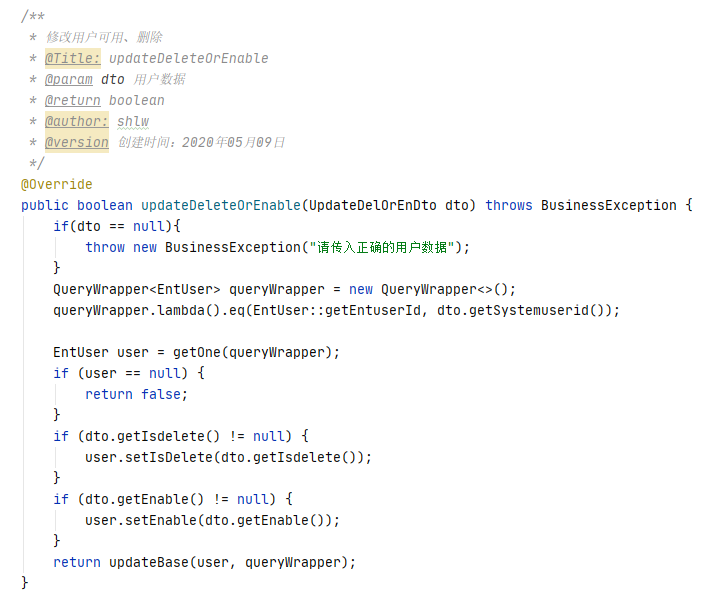 /**
 * 修改用户可用、删除
 * @Title: updateDeleteOrEnable
 * @param dto 用户数据
 * @return boolean
 * @author: shlw
 * @version 创建时间：2020年05月09日
 */
@Override
public boolean updateDeleteOrEnable(UpdateDelOrEnDto dto) throws BusinessException {
    if(dto == null){
        throw new BusinessException("请传入正确的用户数据");
    }
    QueryWrapper<EntUser> queryWrapper = new QueryWrapper<>();
    queryWrapper.lambda().eq(EntUser::getEntuserId, dto.getSystemuserid());

    EntUser user = getOne(queryWrapper);
    if (user == null) {
        return false;
    }
    if (dto.getIsdelete() != null) {
        user.setIsDelete(dto.getIsdelete());
    }
    if (dto.getEnable() != null) {
        user.setEnable(dto.getEnable());
    }
    return updateBase(user, queryWrapper);
}